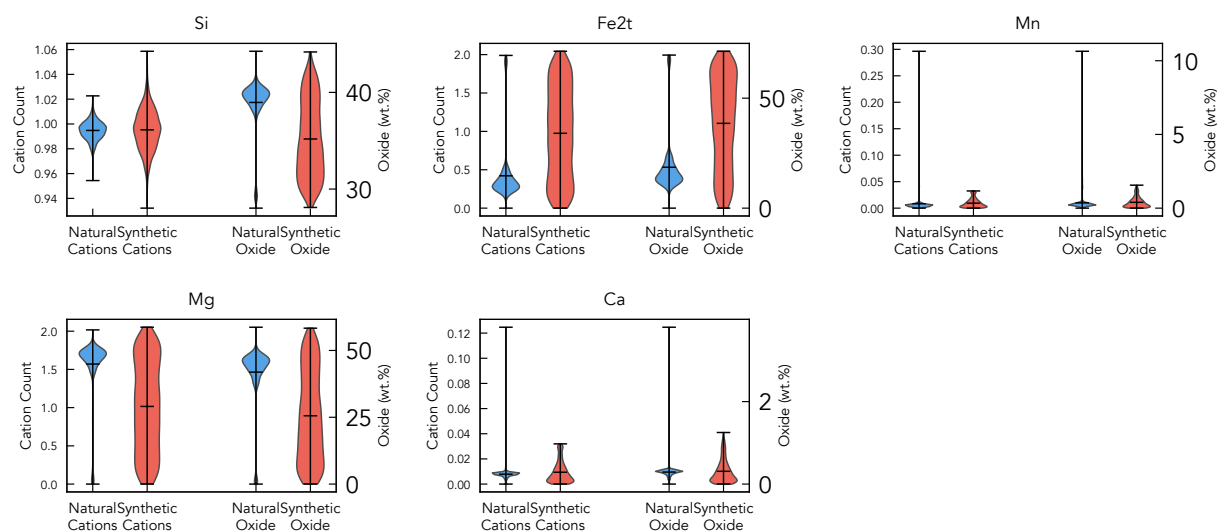 Si
1.06
1.04
1.02
1.00
0.98
0.96
0.94
Cation Count
40
30
Oxide (wt.%)
Natural Synthetic Natural Synthetic
Cations Cations Oxide Oxide
Fe2t
2.0
1.5
1.0
0.5
0.0
Cation Count
50
0
Oxide (wt.%)
Natural Synthetic Natural Synthetic
Cations Cations Oxide Oxide
Mn
0.30
0.25
0.20
0.15
0.10
0.05
0.00
Cation Count
10
5
0
Oxide (wt.%)
Natural Synthetic Natural Synthetic
Cations Cations Oxide Oxide
Mg
2.0
1.5
1.0
0.5
0.0
Cation Count
50
25
0
Oxide (wt.%)
Natural Synthetic Natural Synthetic
Cations Cations Oxide Oxide
Ca
0.12
0.10
0.08
0.06
0.04
0.02
0.00
Cation Count
2
0
Oxide (wt.%)
Natural Synthetic Natural Synthetic
Cations Cations Oxide Oxide